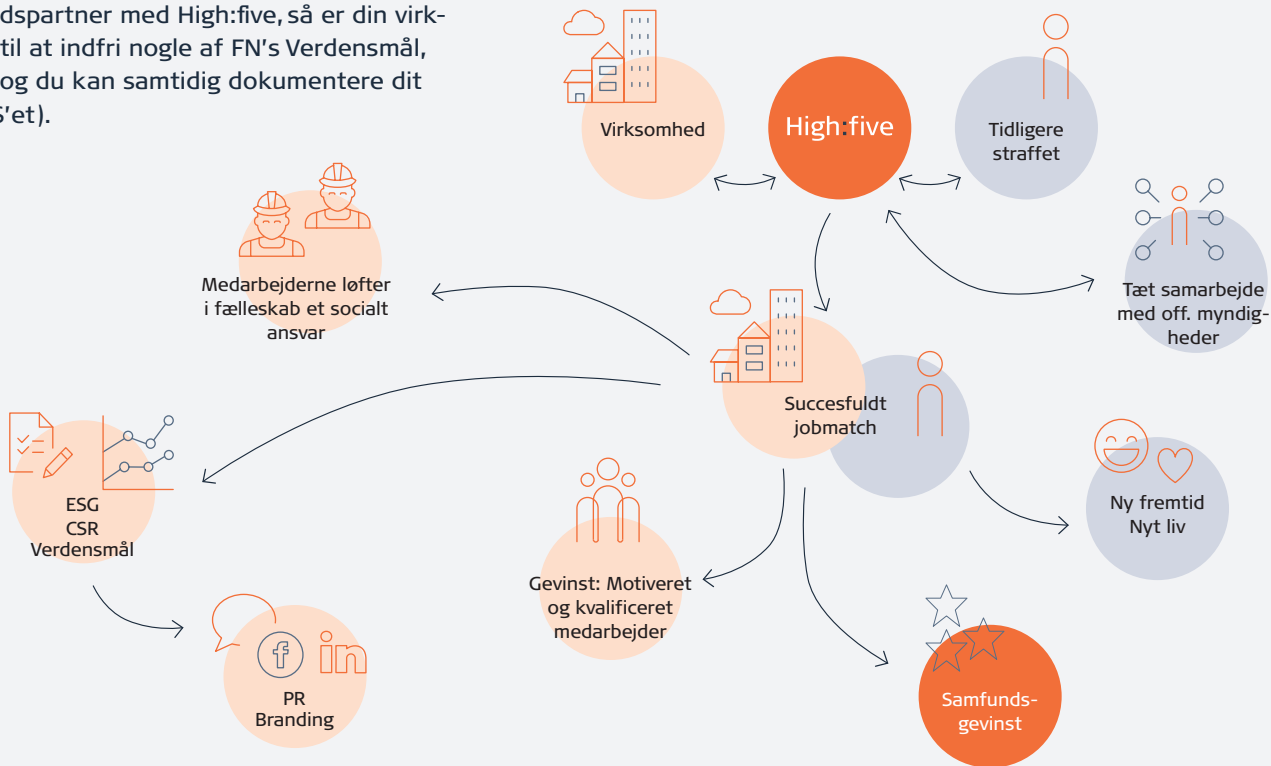 dspartner med High:five, så er din virk-
til at indfri nogle af FN's Verdensmål,
og du kan samtidig dokumentere dit
S'et).
Virksomhed
High:five
Tidligere
straffet
Medarbejderne løfter
i fælleskab et socialt
ansvar
Tæt samarbejde
med off. myndig-
heder
Succesfuldt
jobmatch
ESG
CSR
Verdensmål
Ny fremtid
Nyt liv
Gevinst: Motiveret
og kvalificeret
medarbejder
f
in
PR
Branding
Samfunds-
gevinst